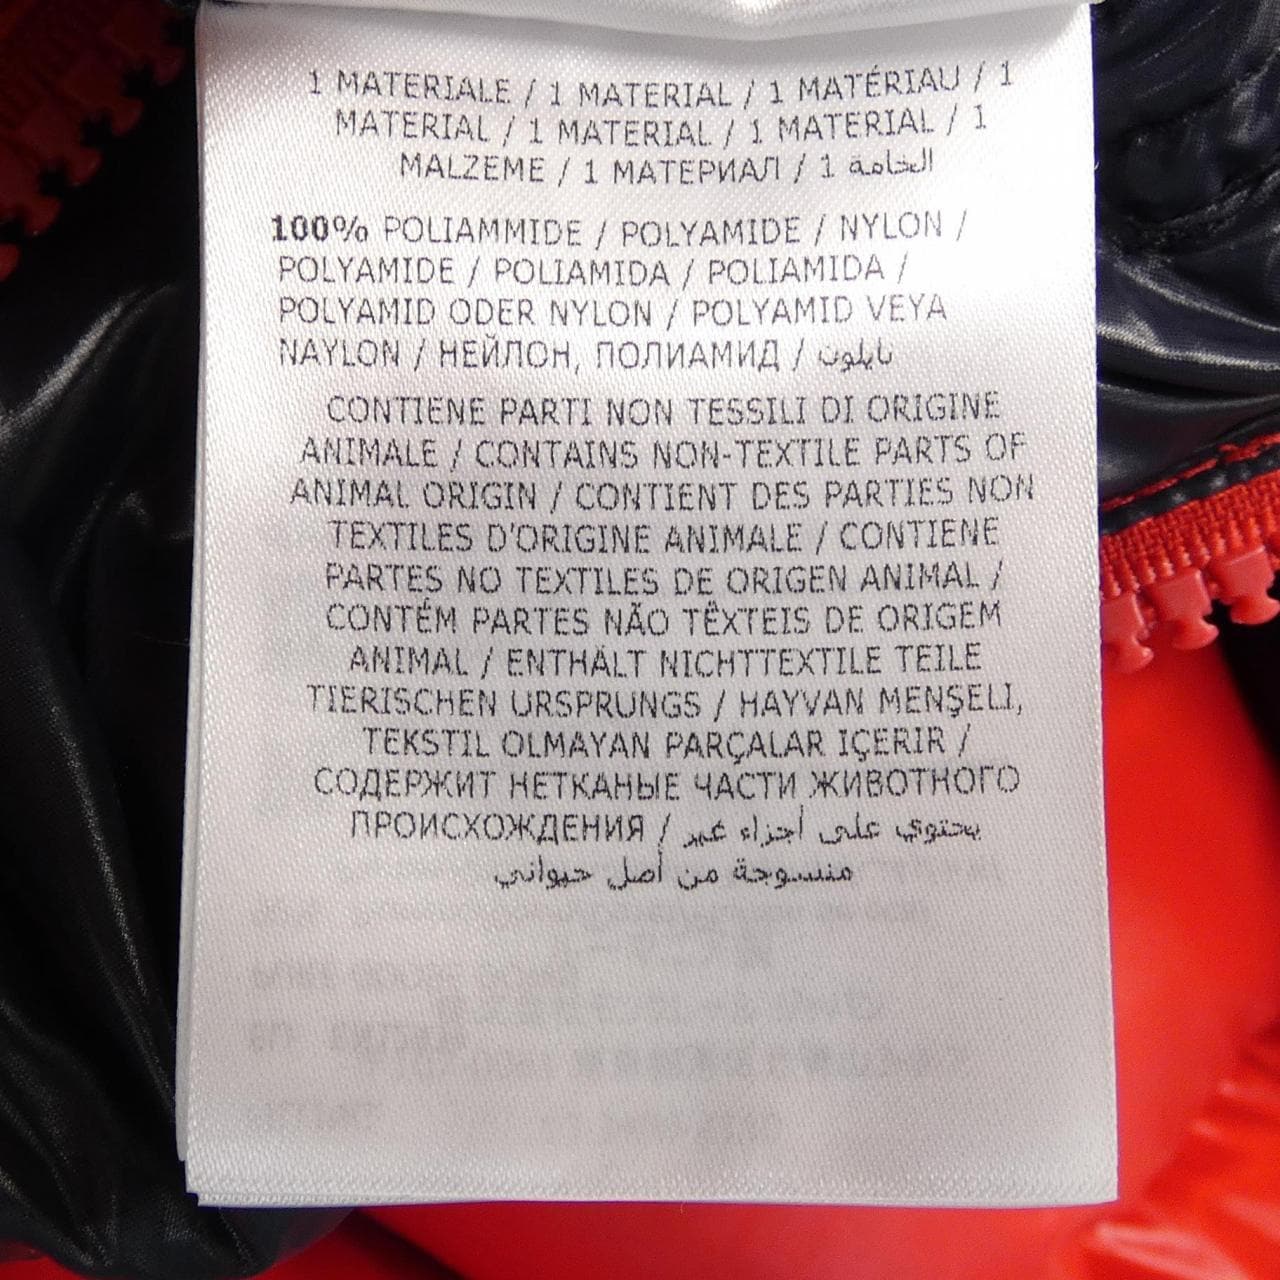 1 MATERIALE / 1 MATERIAL / 1 MATÉRIAU / 1
MATERIAL / 1 MATERIAL / 1 MATERIAL / 1
MALZEME / 1 МАТЕРИАЛ / 1 الخامة
100% POLIAMMIDE / POLYAMIDE / NYLON /
POLYAMIDE / POLIAMIDA / POLIAMIDA /
POLYAMID ODER NYLON / POLYAMID VEYA
NAYLON / НЕЙЛОН, ПОЛИАМИД / نايلون
CONTIENE PARTI NON TESSILI DI ORIGINE
ANIMALE / CONTAINS NON-TEXTILE PARTS OF
ANIMAL ORIGIN / CONTIENT DES PARTIES NON
TEXTILES D'ORIGINE ANIMALE / CONTIENE
PARTES NO TEXTILES DE ORIGEN ANIMAL /
CONTÉM PARTES NÃO TÊXTEIS DE ORIGEM
ANIMAL / ENTHÄLT NICHTTEXTILE TEILE
TIERISCHEN URSPRUNGS / HAYVAN MENŞELI,
TEKSTIL OLMAYAN PARÇALAR IÇERIR /
СОДЕРЖИТ НЕТКАНЫЕ ЧАСТИ ЖИВОТНОГО
ПРОИСХОЖДЕНИЯ / يحتوي على أجزاء غير
منسوجة من أصل حيواني